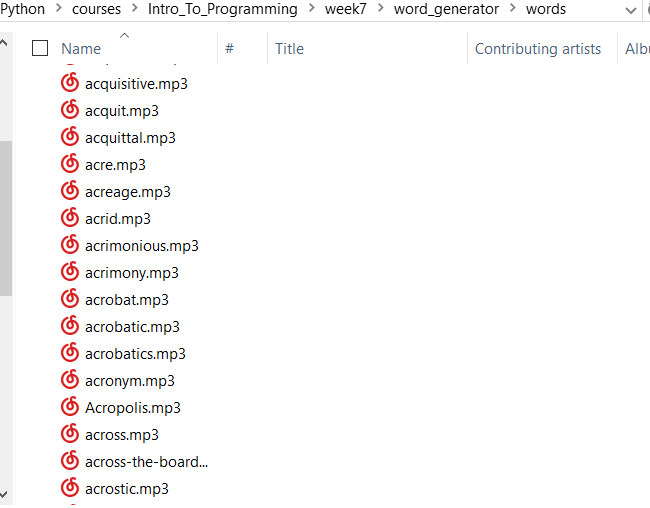 Python > courses > Intro_To_Programming > week7 > word_generator > words
Name # Title Contributing artists Albu
acquisitive.mp3
acquit.mp3
acquittal.mp3
acre.mp3
acreage.mp3
acrid.mp3
acrimonious.mp3
acrimony.mp3
acrobat.mp3
acrobatic.mp3
acrobatics.mp3
acronym.mp3
Acropolis.mp3
across.mp3
across-the-board...
acrostic.mp3